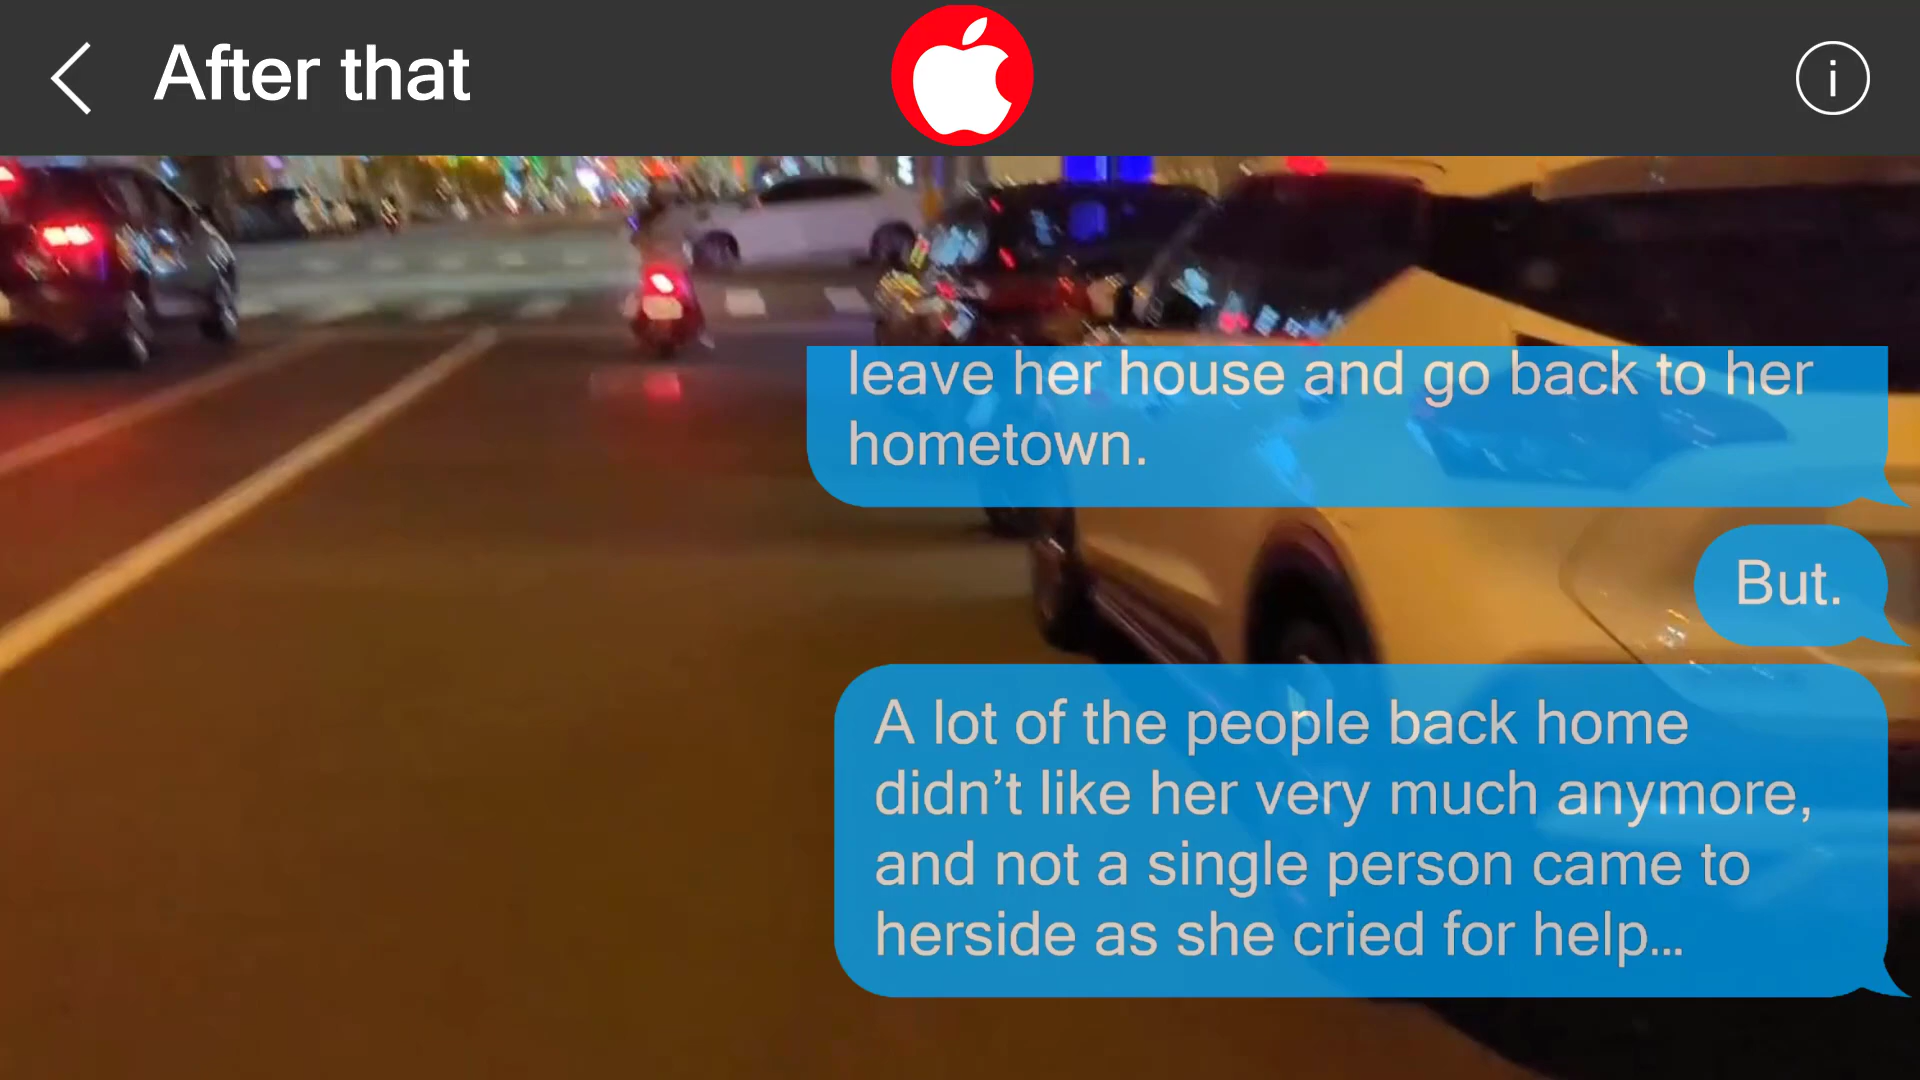 After that
leave her house and go back to her
hometown.
But.
A lot of the people back home
didn’t like her very much anymore,
and not a single person came to
herside as she cried for help...